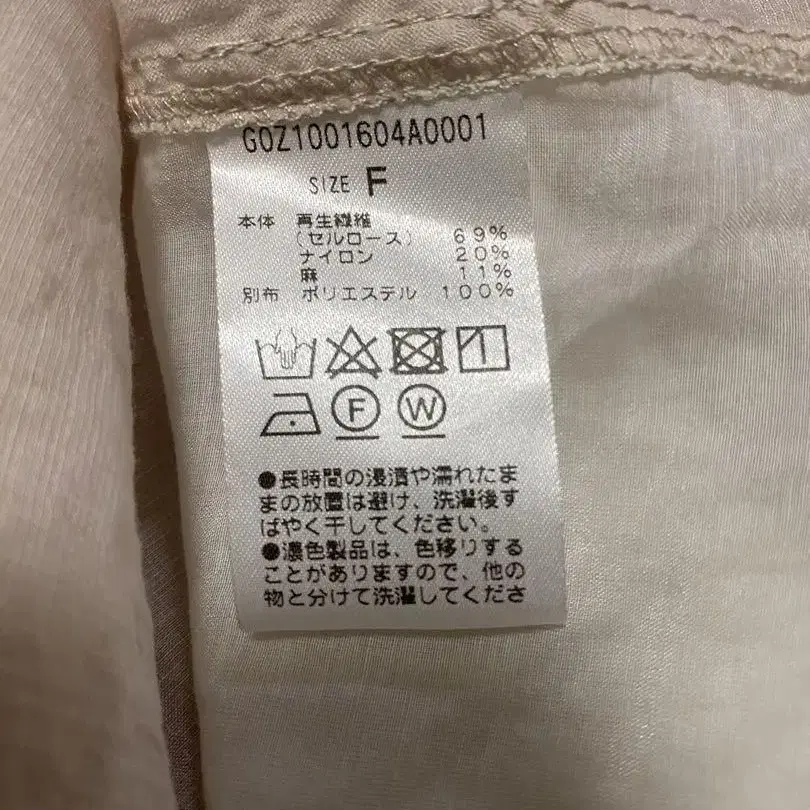 G0Z1001604A0001
SIZE F
本体 再生繊維
(セルロース) 69%
ナイロン 20%
麻 11%
別布 ポリエステル 100%
F W
●長時間の浸漬や濡れたま
まの放置は避け、洗濯後す
ばやく干してください。
●濃色製品は、色移りする
ことがありますので、他の
物と分けて洗濯してくださ